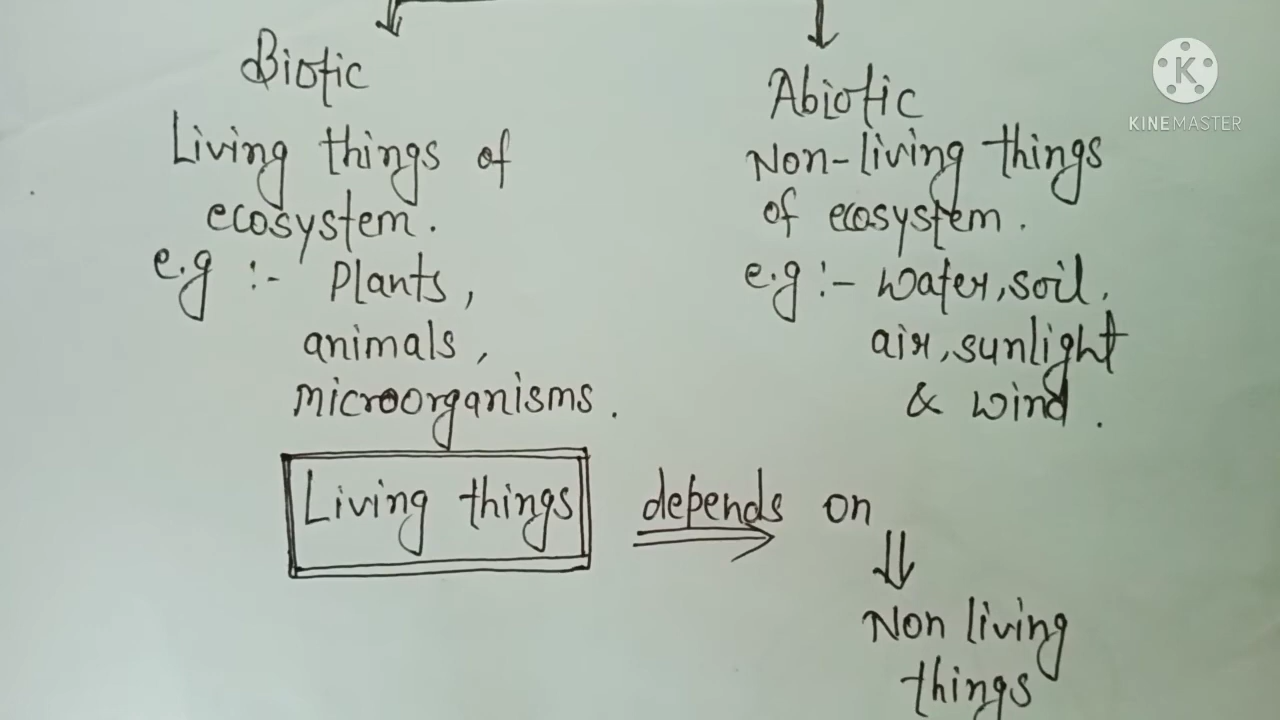 Biotic
Living things of
ecosystem.
e.g :- Plants,
animals,
microorganisms.
Abiotic
Non-living things
of ecosystem.
e.g :- Water, soil,
air, sunlight
& wind.
Living things depends on
Non living
things
KINEMASTER